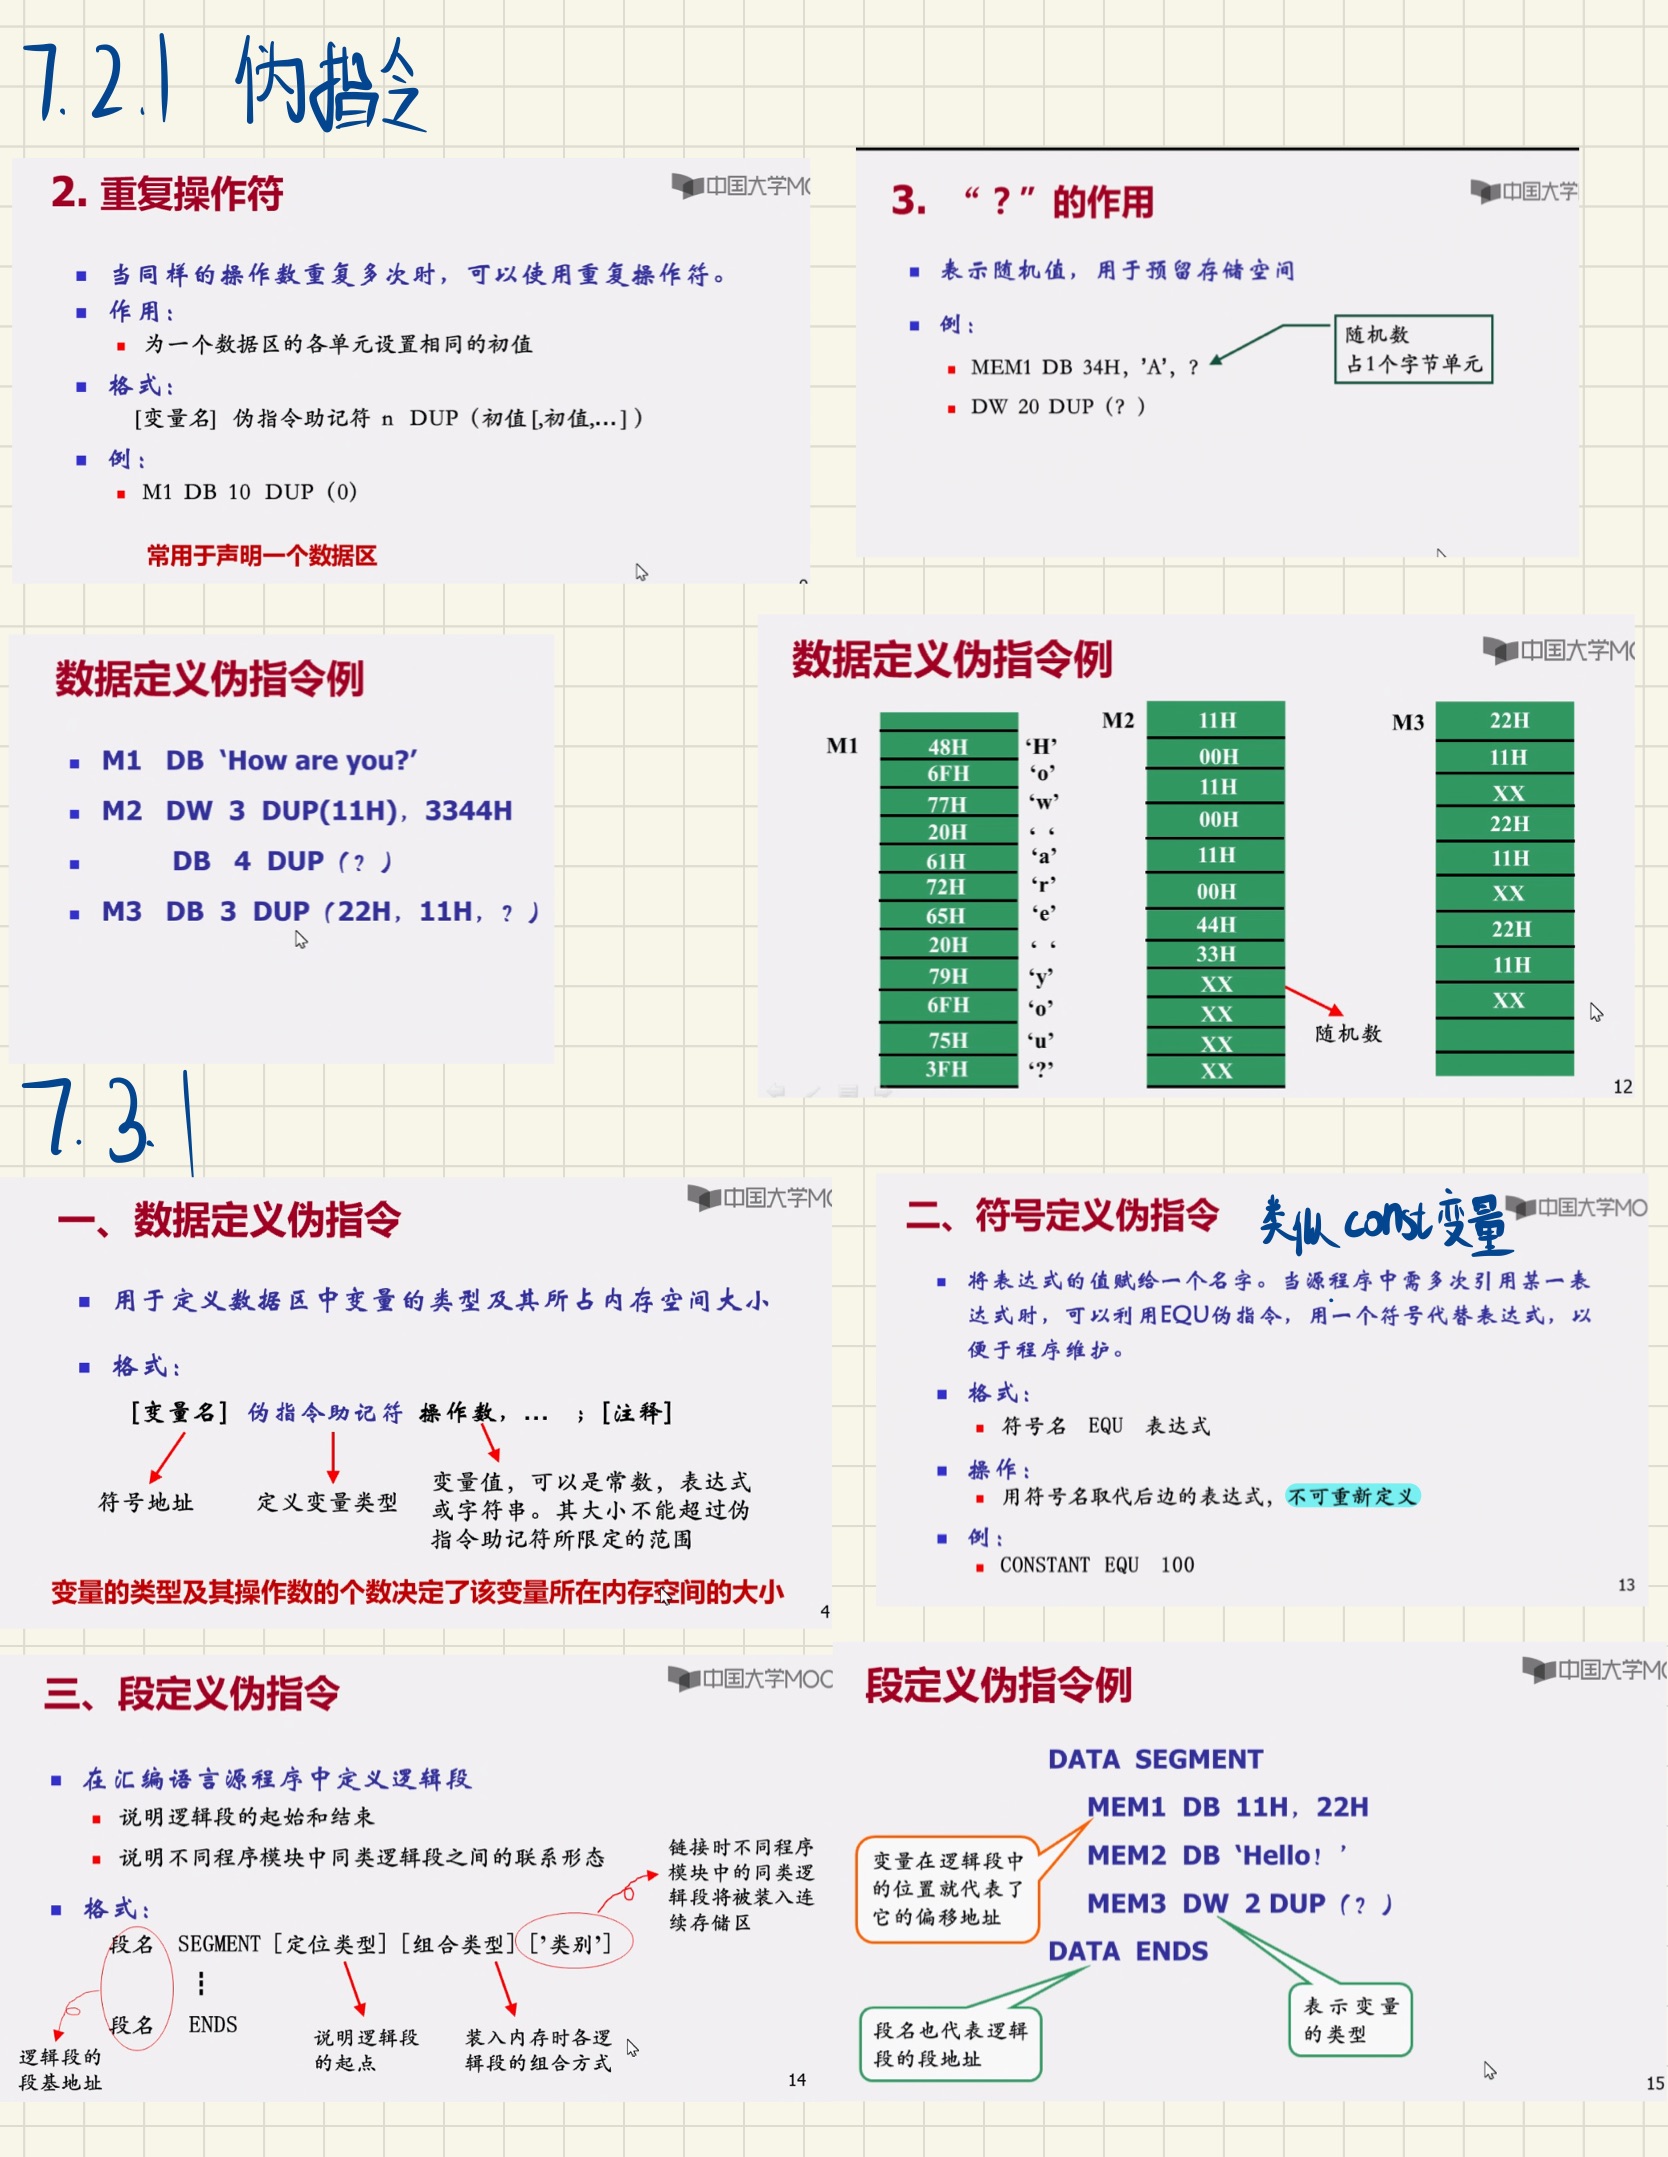 7.2.1 伪指令
2. 重复操作符
中国大学MO
当同样的操作数重复多次时，可以使用重复操作符。
作用：
为一个数据区的各单元设置相同的初值
格式：
[变量名] 伪指令助记符 n DUP（初值[,初值,...]）
例：
M1 DB 10 DUP（0）
常用于声明一个数据区
3. “？”的作用
中国大学
表示随机值，用于预留存储空间
例：
MEM1 DB 34H，’A’，?
DW 20 DUP（？）
随机数
占1个字节单元
数据定义伪指令例
M1 DB ‘How are you?’
M2 DW 3 DUP(11H)，3344H
DB 4 DUP（？）
M3 DB 3 DUP（22H，11H，？）
数据定义伪指令例
中国大学MO
M1
48H ‘H’
6FH ‘o’
77H ‘w’
20H ‘ ‘
61H ‘a’
72H ‘r’
65H ‘e’
20H ‘ ‘
79H ‘y’
6FH ‘o’
75H ‘u’
3FH ‘?’
M2
11H
00H
11H
00H
11H
00H
44H
33H
XX
XX
XX
XX
随机数
M3
22H
11H
XX
22H
11H
XX
22H
11H
XX
12
7.3.1
一、数据定义伪指令
中国大学MO
用于定义数据区中变量的类型及其所占内存空间大小
格式：
[变量名] 伪指令助记符 操作数，... ；[注释]
符号地址
定义变量类型
变量值，可以是常数，表达式
或字符串。其大小不能超过伪
指令助记符所限定的范围
变量的类型及其操作数的个数决定了该变量所在内存空间的大小
4
二、符号定义伪指令
类似const变量
中国大学MO
将表达式的值赋给一个名字。当源程序中需多次引用某一表
达式时，可以利用EQU伪指令，用一个符号代替表达式，以
便于程序维护。
格式：
符号名 EQU 表达式
操作：
用符号名取代后边的表达式，不可重新定义
例：
CONSTANT EQU 100
13
三、段定义伪指令
中国大学MOO
在汇编语言源程序中定义逻辑段
说明逻辑段的起始和结束
说明不同程序模块中同类逻辑段之间的联系形态
格式：
段名 SEGMENT [定位类型] [组合类型] [’类别’]
段名 ENDS
链接时不同程序
模块中的同类逻
辑段将被装入连
续存储区
逻辑段的
段基地址
说明逻辑段
的起点
装入内存时各逻
辑段的组合方式
14
段定义伪指令例
中国大学MO
DATA SEGMENT
MEM1 DB 11H，22H
MEM2 DB ‘Hello！’
MEM3 DW 2 DUP（？）
DATA ENDS
变量在逻辑段中
的位置就代表了
它的偏移地址
段名也代表逻辑
段的段地址
表示变量
的类型
15